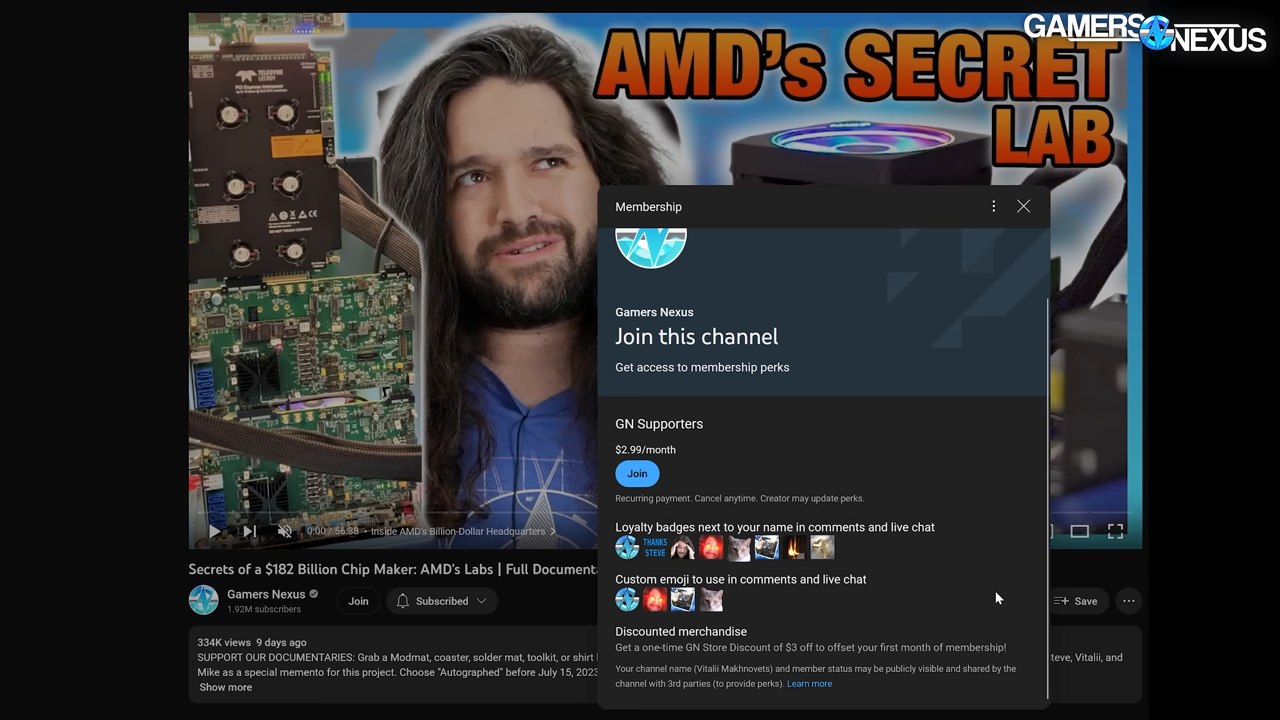 GAMERS NEXUS
AMD's SECRET
LAB
TELEDYNE
LECROY
PCI Express Interposer
Membership
Gamers Nexus
Join this channel
Get access to membership perks
GN Supporters
$2.99/month
Join
Recurring payment. Cancel anytime. Creator may update perks.
Loyalty badges next to your name in comments and live chat
THANKS
STEVE
Custom emoji to use in comments and live chat
Discounted merchandise
Get a one-time GN Store Discount of $3 off to offset your first month of membership!
Your channel name (Vitalii Makhnovets) and member status may be publicly visible and shared by the
channel with 3rd parties (to provide perks). Learn more
0:00 / 56:38 • Inside AMD's Billion-Dollar Headquarters
Secrets of a $182 Billion Chip Maker: AMD's Labs | Full Documenta
Gamers Nexus
1.92M subscribers
Join
Subscribed
Save
334K views 9 days ago
SUPPORT OUR DOCUMENTARIES: Grab a Modmat, coaster, solder mat, toolkit, or shirt teve, Vitalii, and
Mike as a special memento for this project. Choose "Autographed" before July 15, 2023
Show more